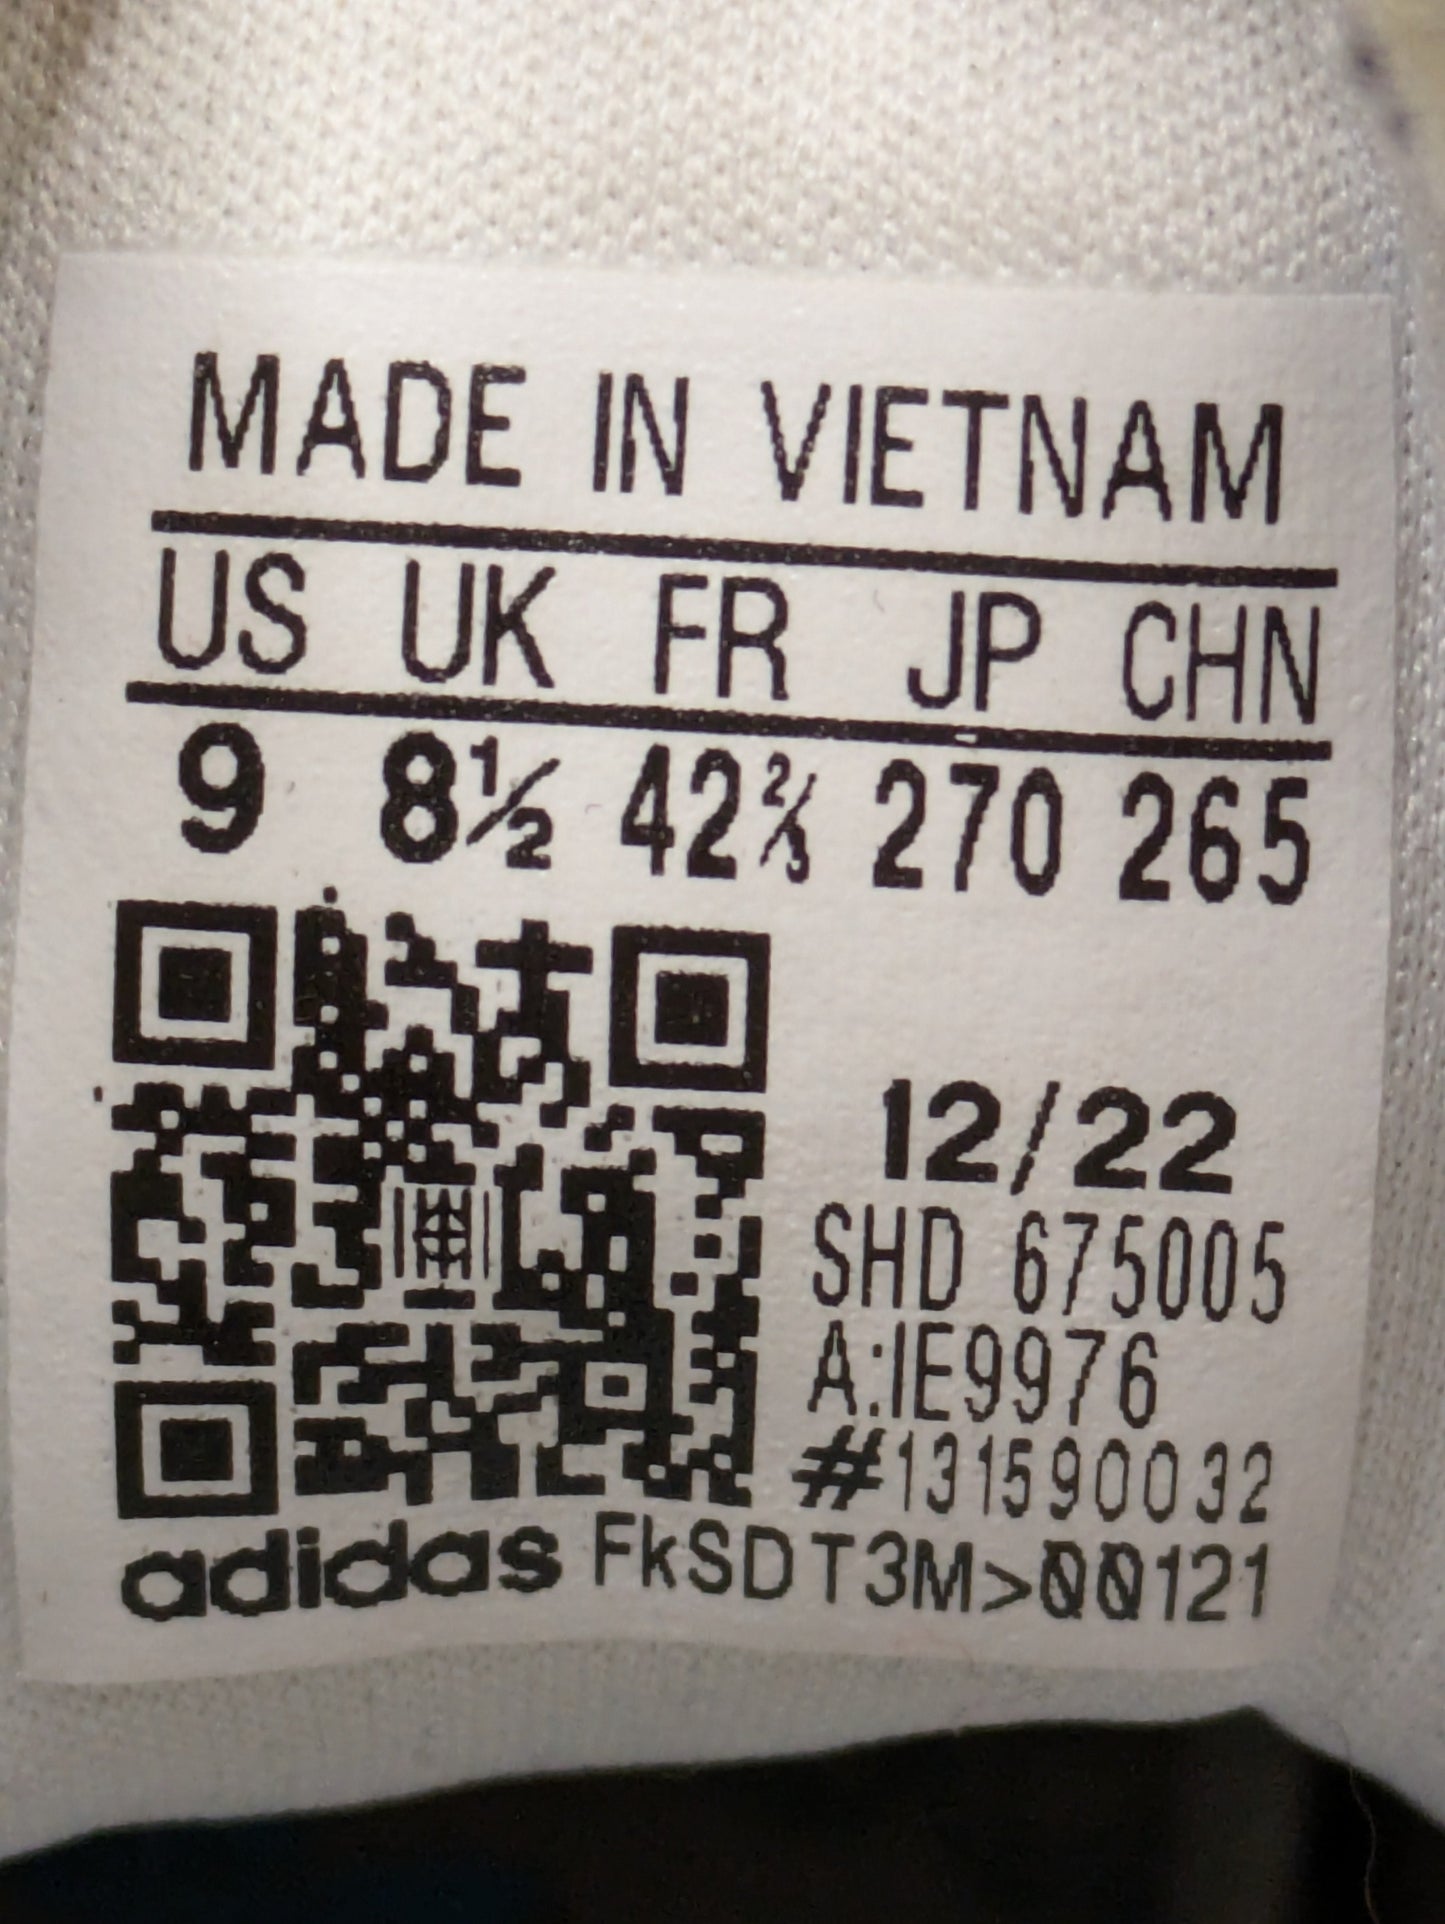 MADE IN VIETNAM
US UK FR JP CHN
9 8½ 42⅔ 270 265
12/22
SHD 675005
A:IE9976
#131590032
adidas FkSDT3M>00121